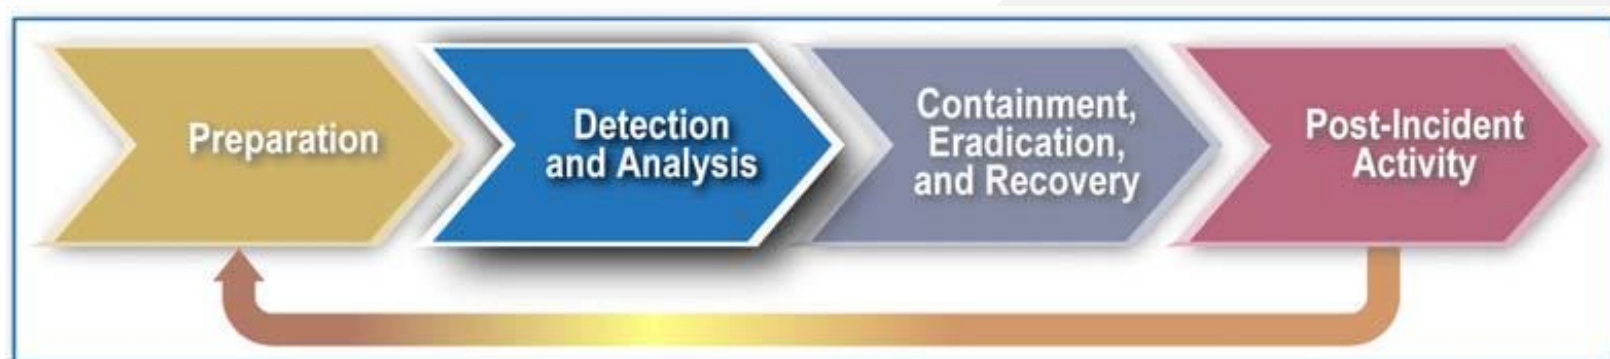 Preparation
Detection
and Analysis
Containment,
Eradication,
and Recovery
Post-Incident
Activity